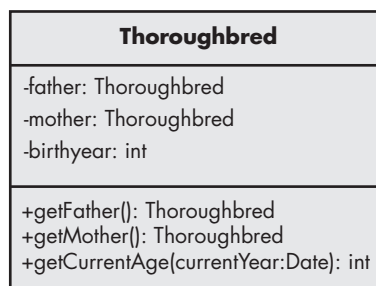 Thoroughbred
-father: Thoroughbred
-mother: Thoroughbred
-birthyear: int
+getFather(): Thoroughbred
+getMother(): Thoroughbred
+getCurrentAge(currentYear:Date): int